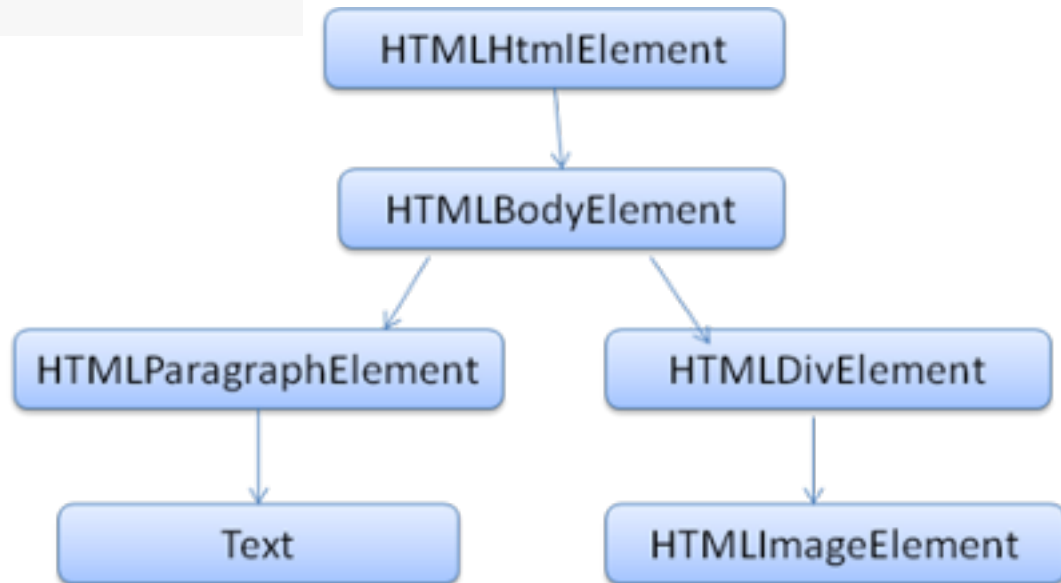 HTMLHtmlElement
HTMLBodyElement
HTMLParagraphElement
HTMLDivElement
Text
HTMLImageElement